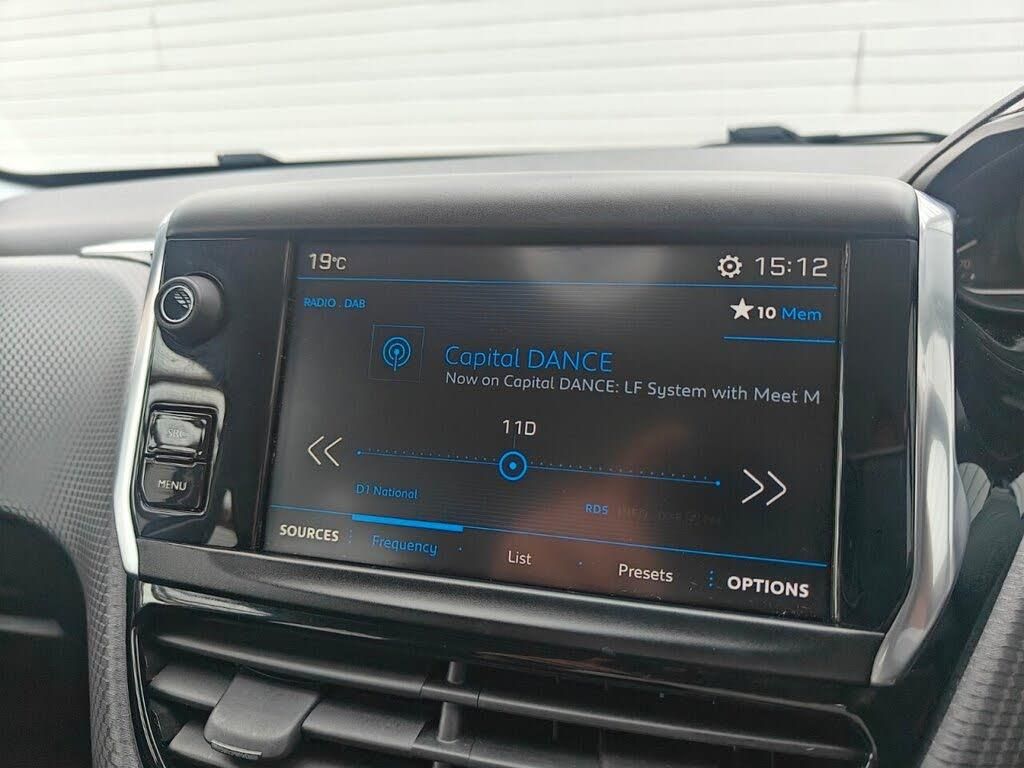 19°C
15:12
RADIO . DAB
10 Mem
Capital DANCE
Now on Capital DANCE: LF System with Meet M
11D
D1 National
RDS
SRC
MENU
SOURCES
Frequency
List
Presets
OPTIONS